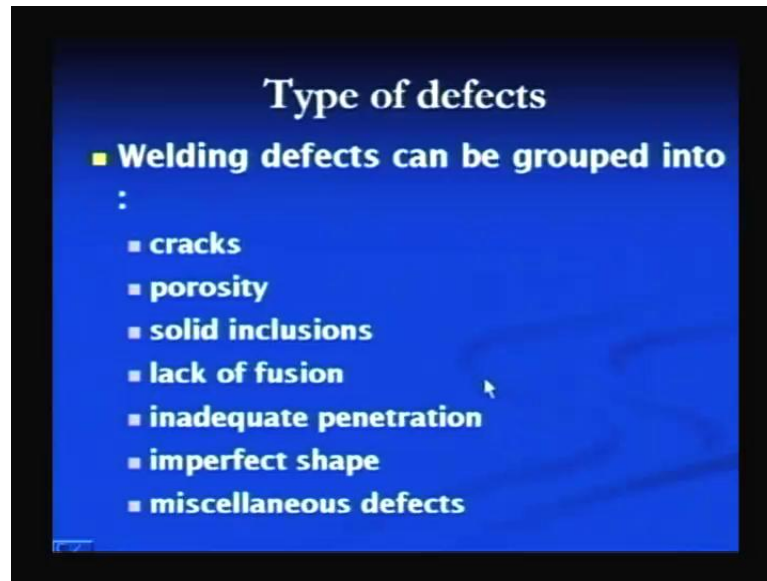 Type of defects
Welding defects can be grouped into
:
cracks
porosity
solid inclusions
lack of fusion
inadequate penetration
imperfect shape
miscellaneous defects